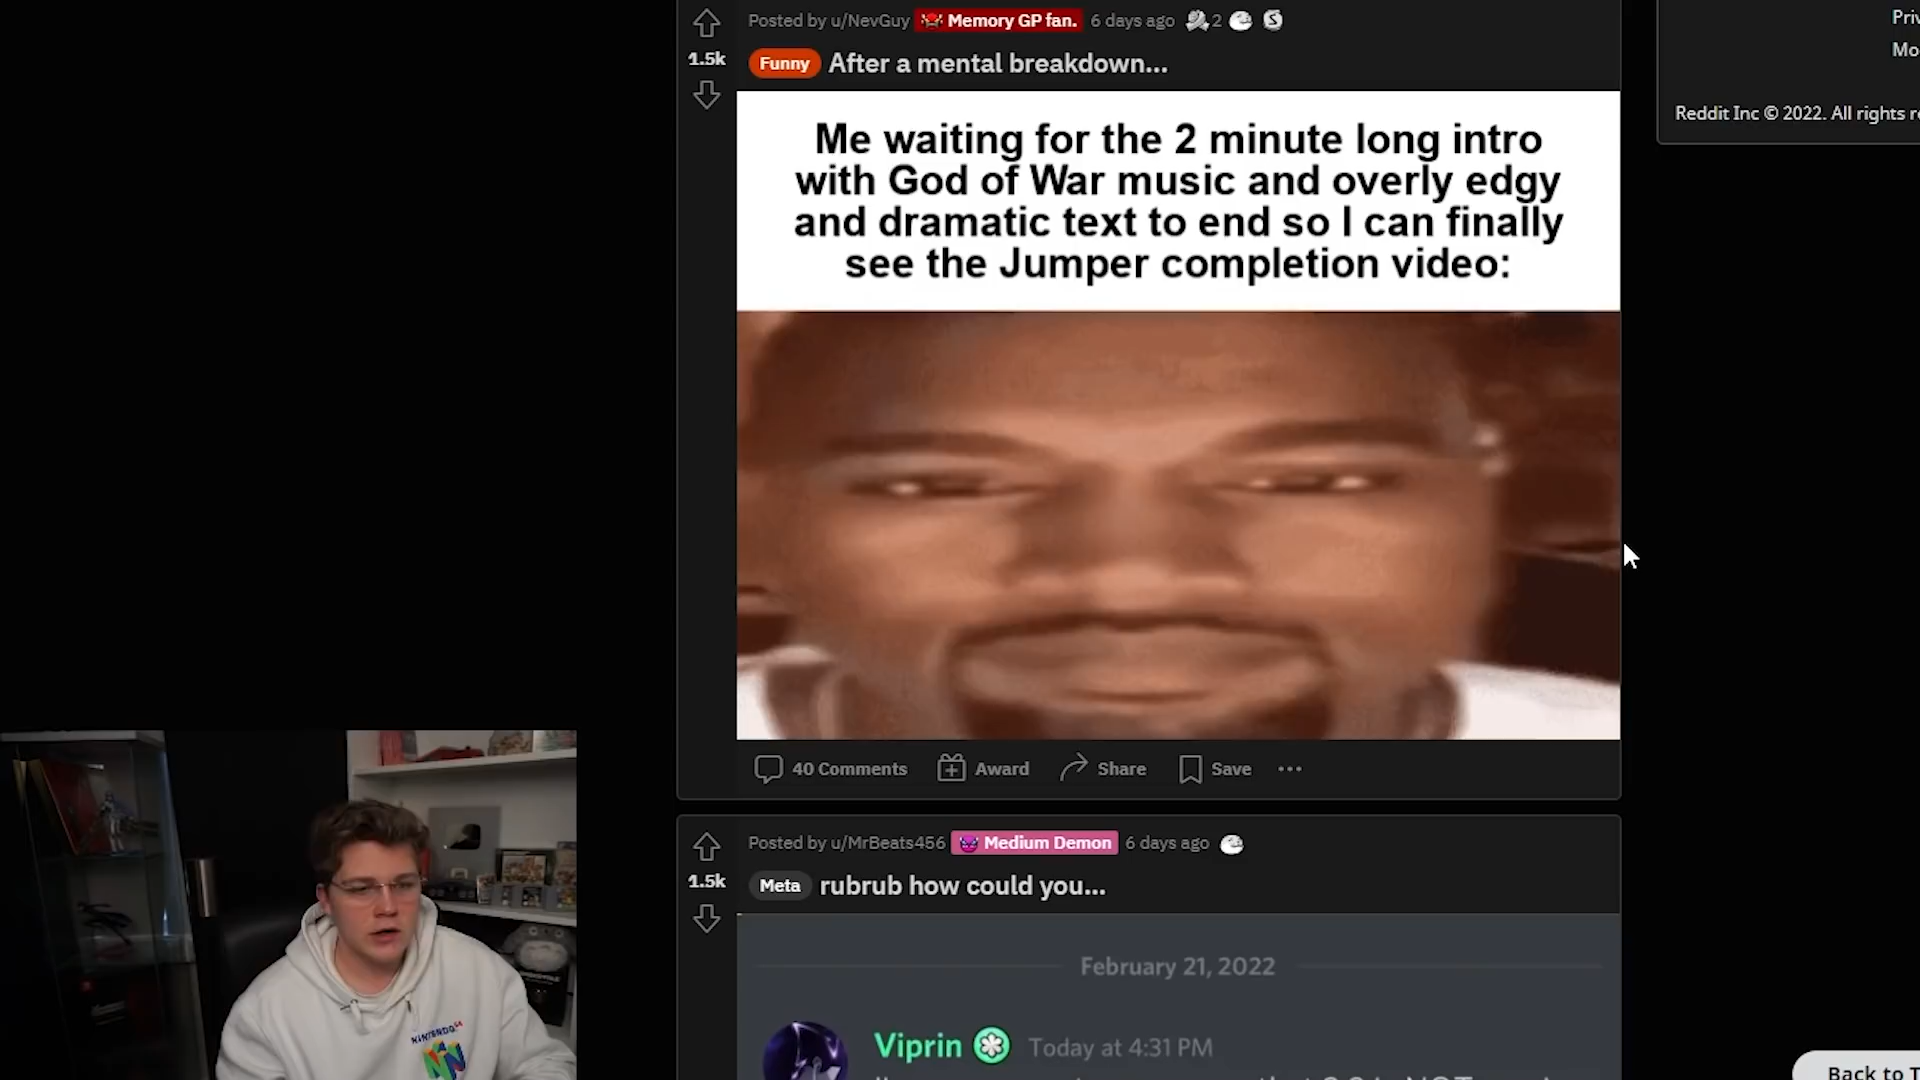 Posted by u/NevGuy Memory GP fan. 6 days ago 2
1.5k
Funny After a mental breakdown...
Me waiting for the 2 minute long intro
with God of War music and overly edgy
and dramatic text to end so I can finally
see the Jumper completion video:
40 Comments Award Share Save
Posted by u/MrBeats456 Medium Demon 6 days ago
1.5k
Meta rubrub how could you...
February 21, 2022
Viprin Today at 4:31 PM
Reddit Inc © 2022. All rights
Back to
NINTENDO 64